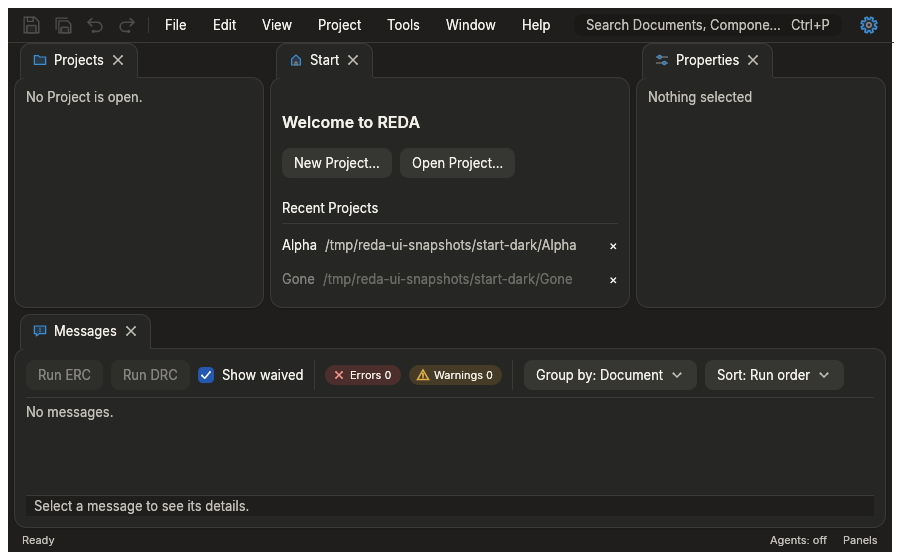 File Edit View Project Tools Window Help Search Documents, Compone... Ctrl+P
Projects
Start
Properties
No Project is open.
Welcome to REDA
New Project... Open Project...
Recent Projects
Alpha /tmp/reda-ui-snapshots/start-dark/Alpha
Gone /tmp/reda-ui-snapshots/start-dark/Gone
Nothing selected
Messages
Run ERC Run DRC Show waived Errors 0 Warnings 0 Group by: Document Sort: Run order
No messages.
Select a message to see its details.
Ready Agents: off Panels